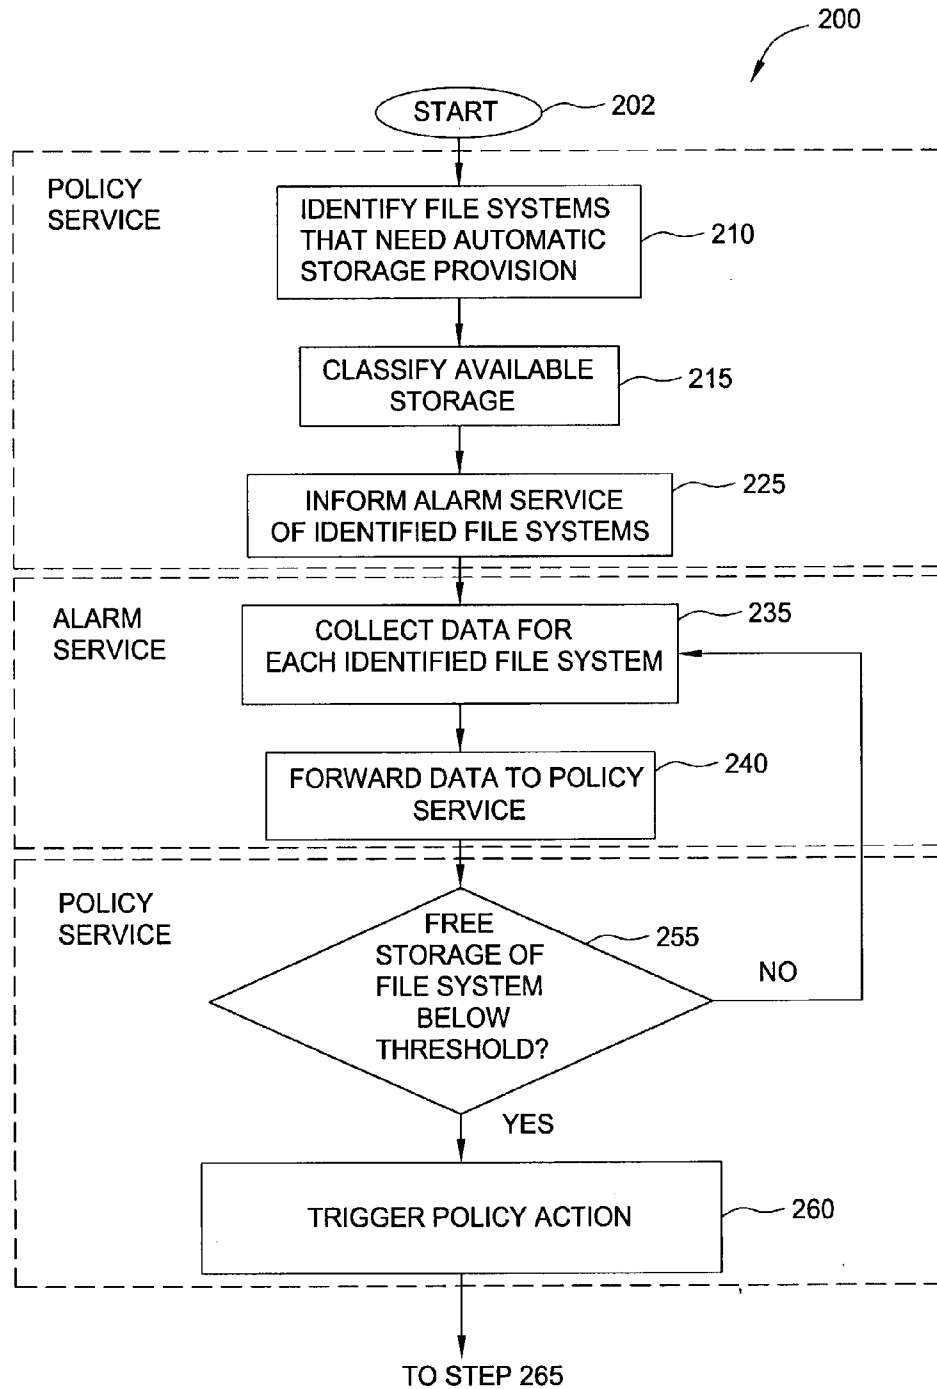 200
START
202
POLICY
SERVICE
IDENTIFY FILE SYSTEMS
THAT NEED AUTOMATIC
STORAGE PROVISION
210
CLASSIFY AVAILABLE
STORAGE
215
INFORM ALARM SERVICE
OF IDENTIFIED FILE SYSTEMS
225
ALARM
SERVICE
COLLECT DATA FOR
EACH IDENTIFIED FILE SYSTEM
235
FORWARD DATA TO POLICY
SERVICE
240
POLICY
SERVICE
FREE
STORAGE OF
FILE SYSTEM
BELOW
THRESHOLD?
255
NO
YES
TRIGGER POLICY ACTION
260
TO STEP 265